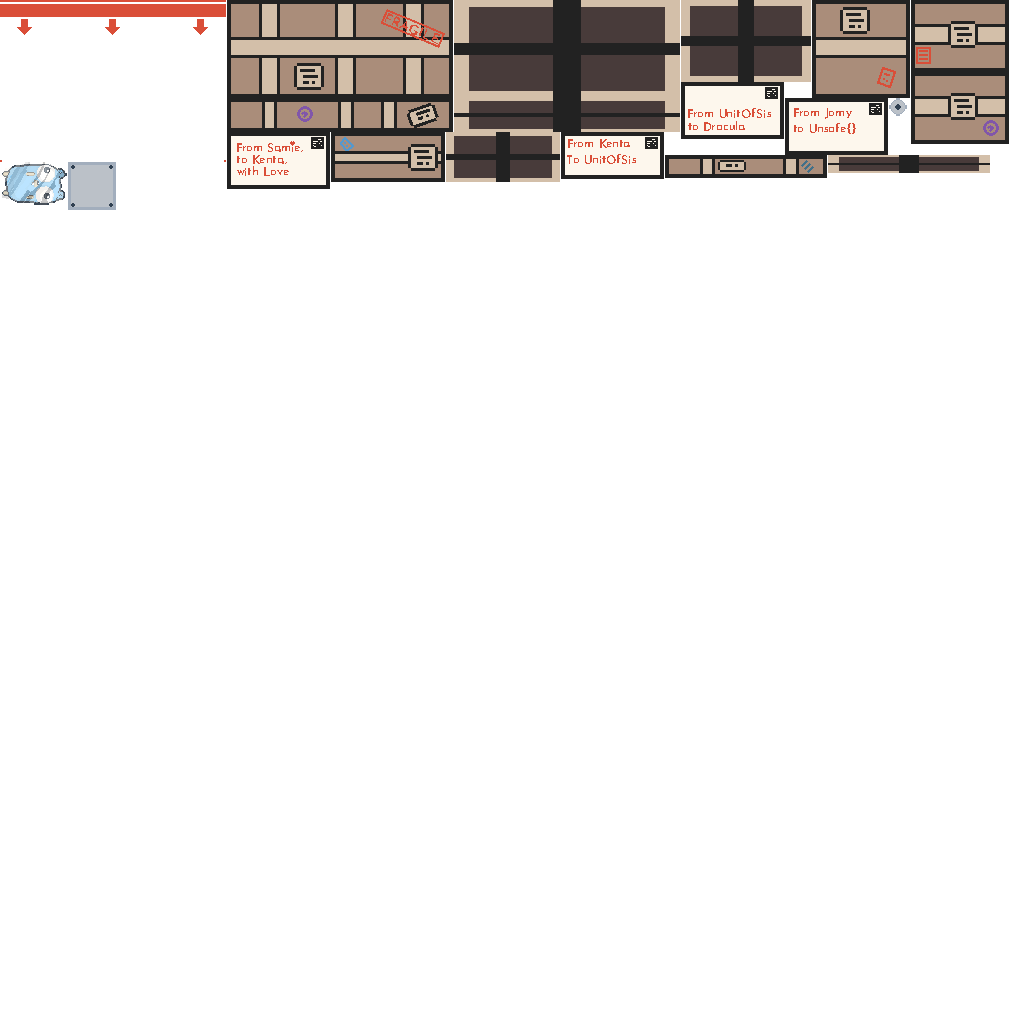 FRAGILE
From Samie,
to Kenta,
with Love
From Kenta
To UnitOfSis
From UnitOfSis
to Dracula
From Jomy
to Unsafe{}